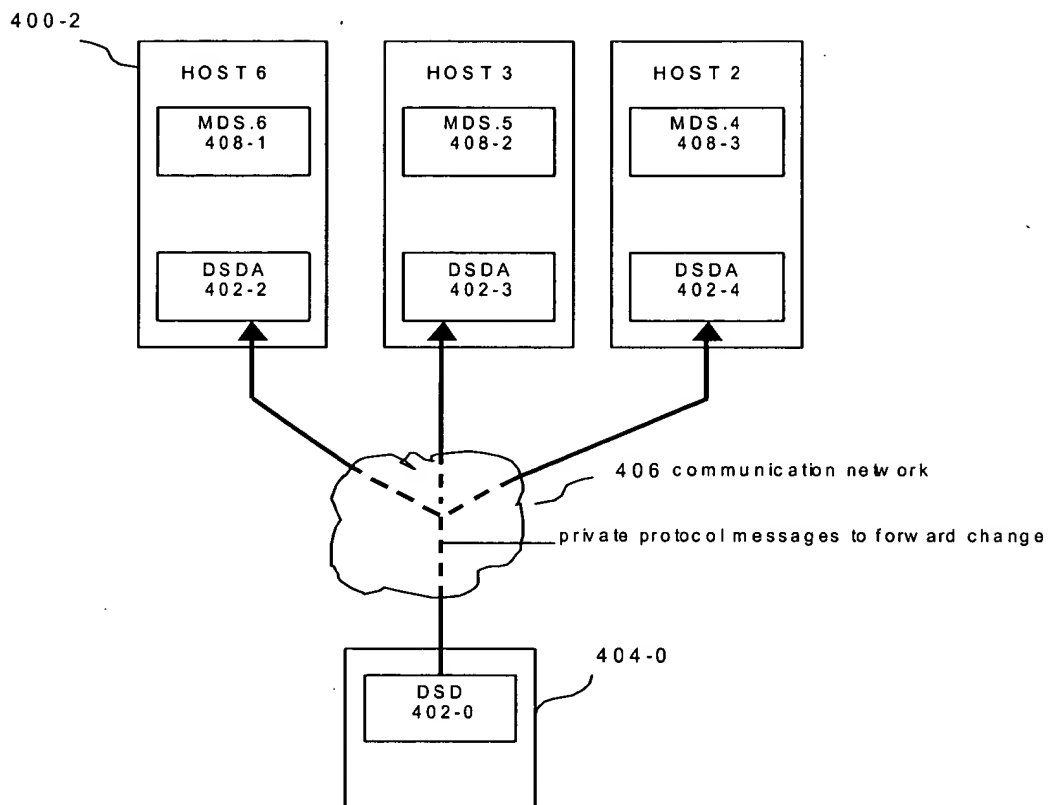 400-2
HOST 6
MDS.6
408-1
DSDA
402-2
HOST 3
MDS.5
408-2
DSDA
402-3
HOST 2
MDS.4
408-3
DSDA
402-4
406 communication network
private protocol messages to forward change
404-0
DSD
402-0